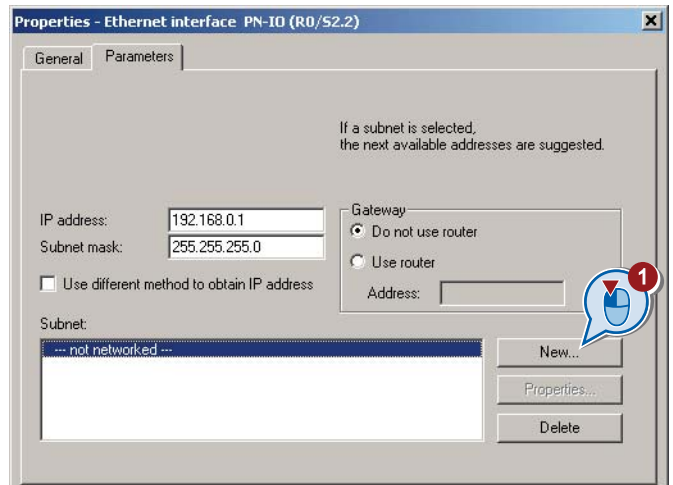 Properties - Ethernet interface PN-IO (R0/S2.2)
General Parameters
If a subnet is selected,
the next available addresses are suggested.
IP address: 192.168.0.1
Subnet mask: 255.255.255.0
Use different method to obtain IP address
Gateway
Do not use router
Use router
Address:
1
Subnet:
--- not networked ---
New...
Properties...
Delete